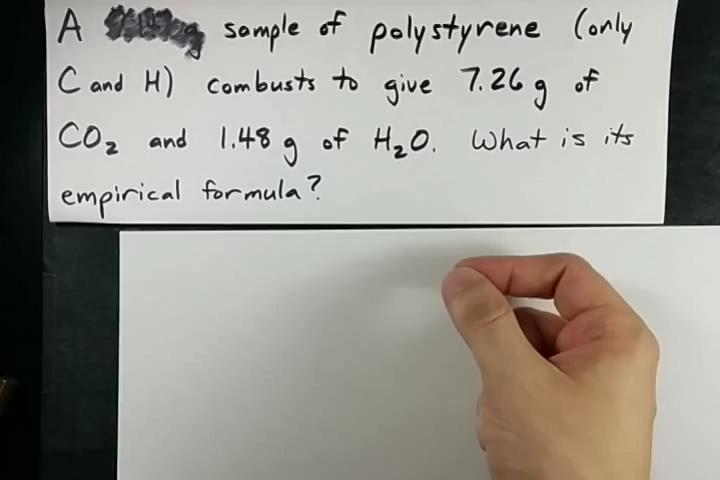 A sample of polystyrene (only
C and H) combusts to give 7.26 g of
CO₂ and 1.48 g of H₂O. What is its
empirical formula?